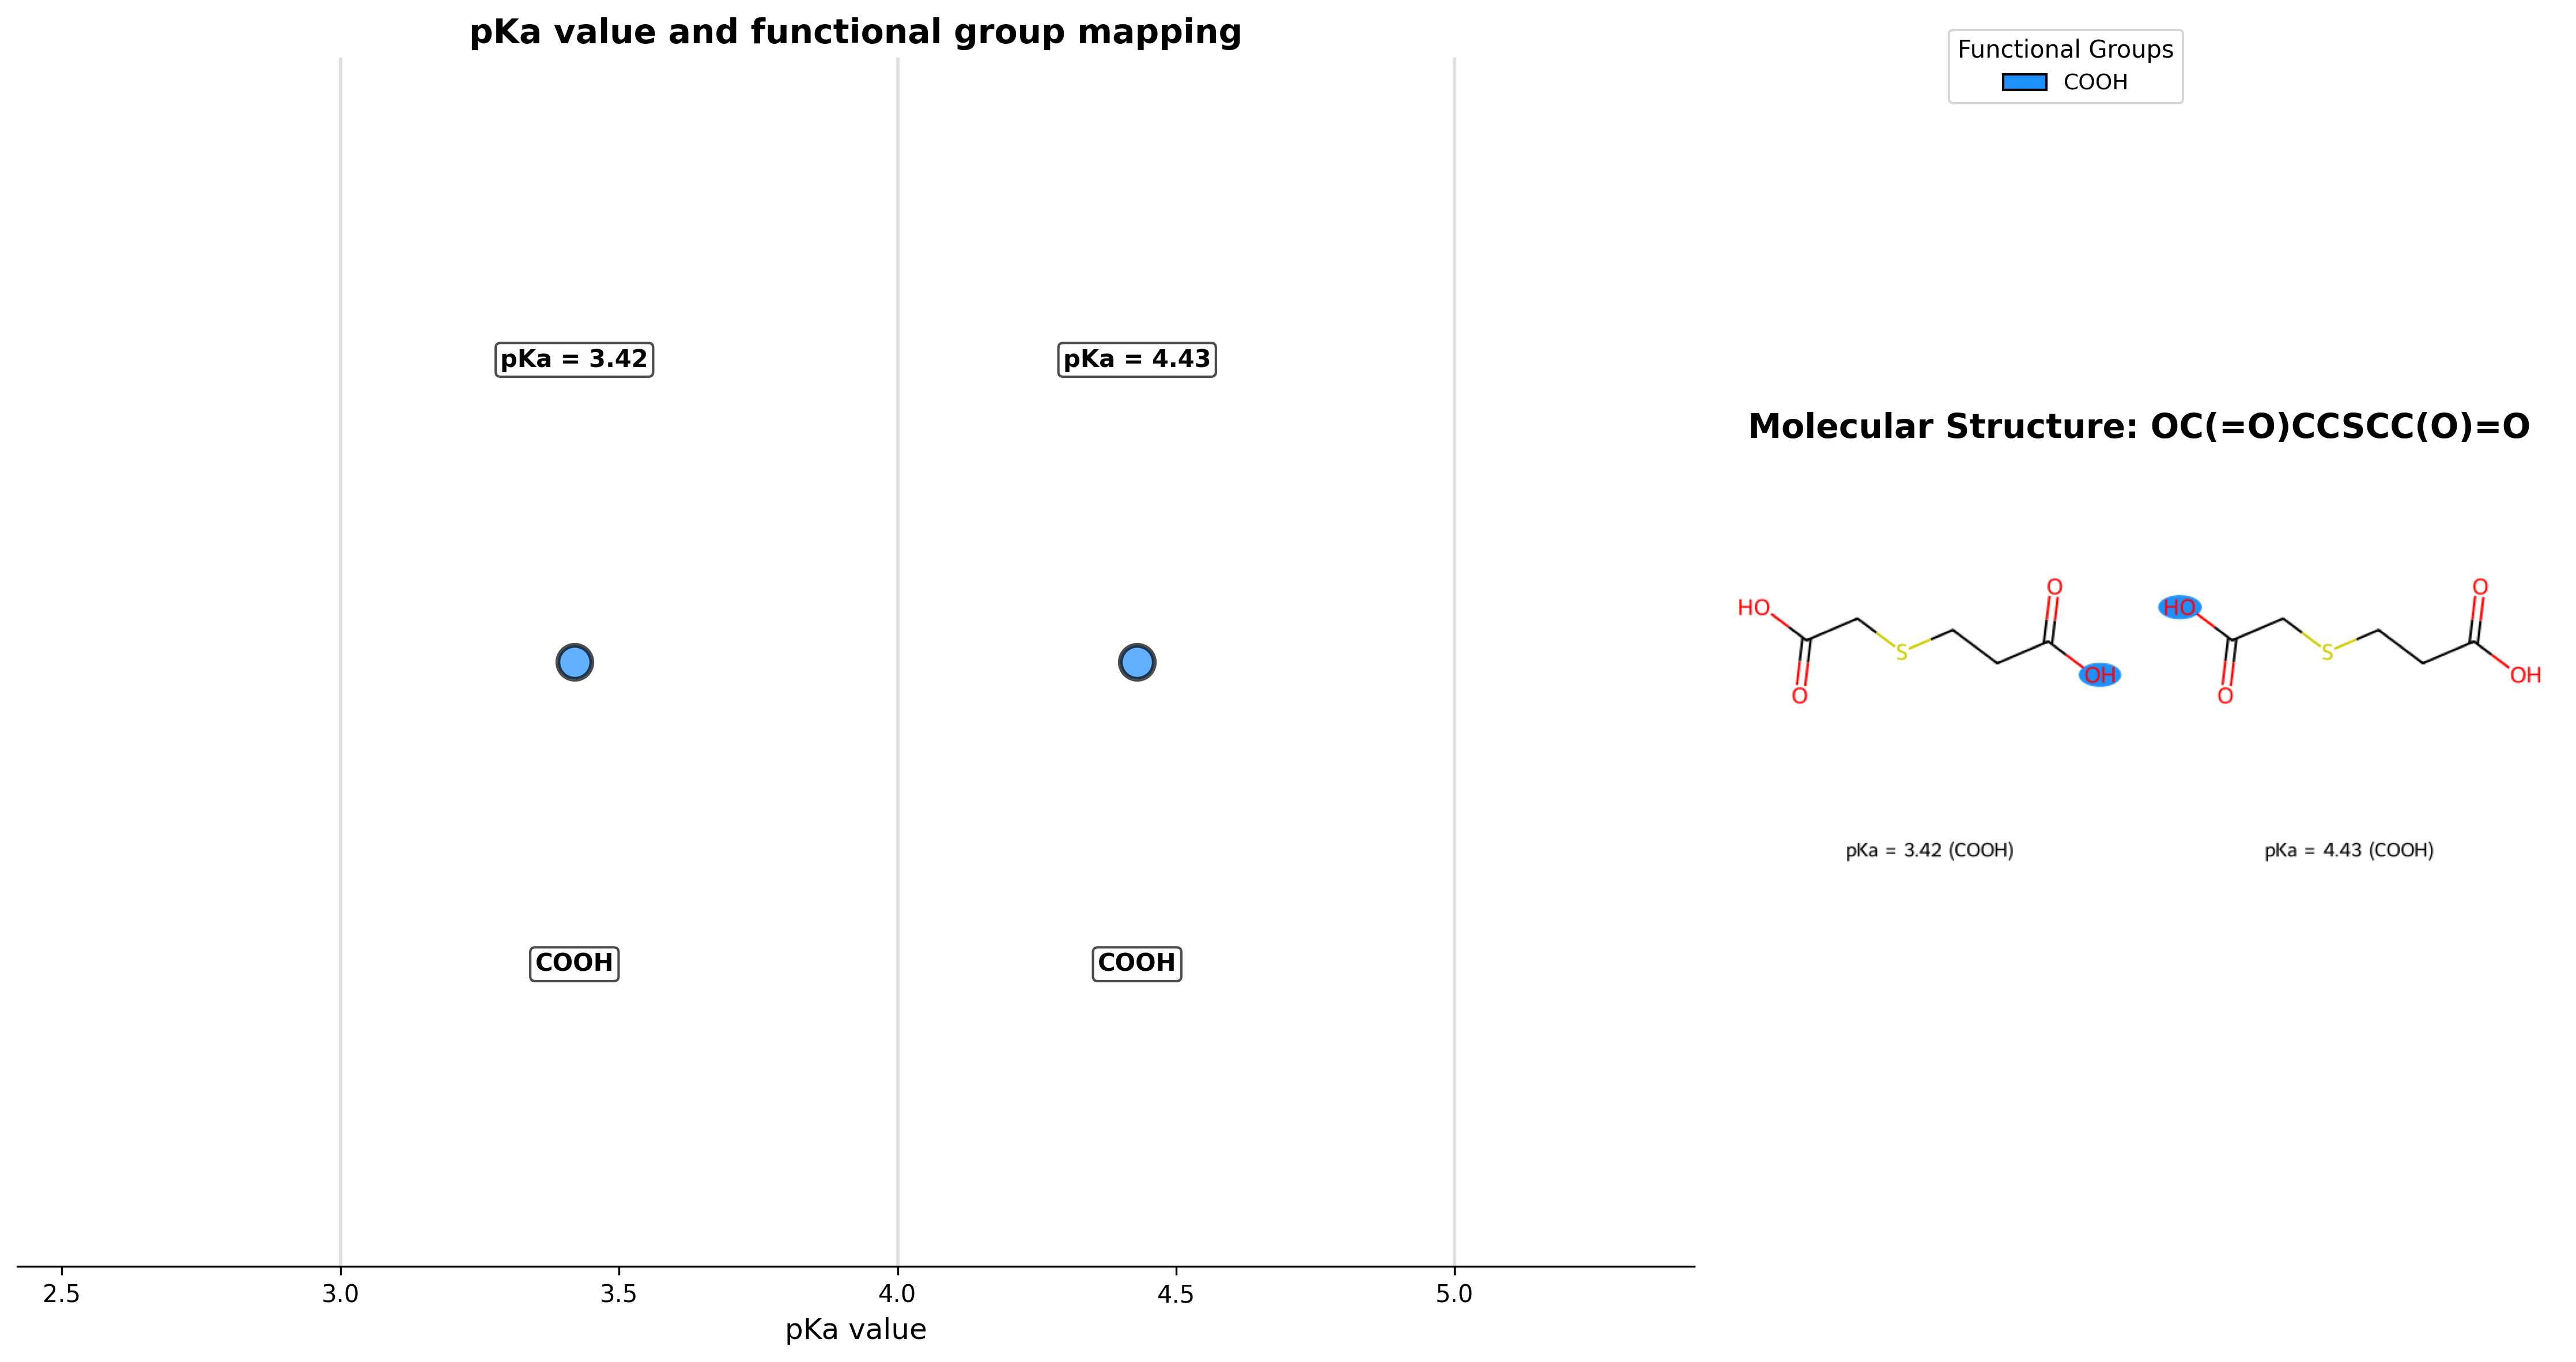 pKa value and functional group mapping
pKa = 3.42
pKa = 4.43
COOH
COOH
2.5
3.0
3.5
4.0
4.5
5.0
pKa value
Functional Groups
COOH
Molecular Structure: OC(=O)CCSCC(O)=O
HO
O
S
O
OH
HO
O
S
O
OH
pKa = 3.42 (COOH)
pKa = 4.43 (COOH)